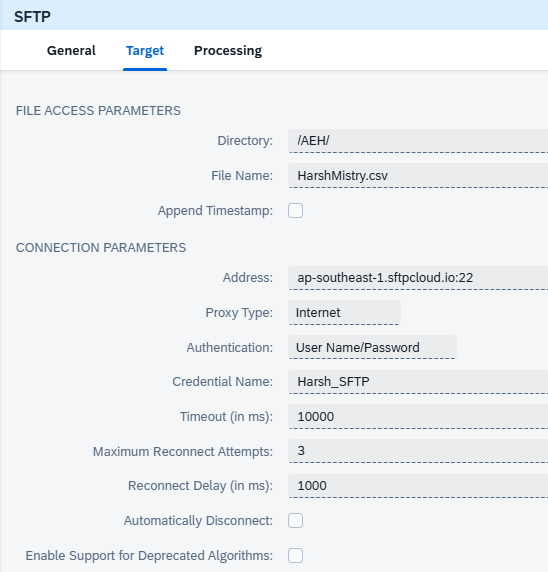 SFTP
General Target Processing
FILE ACCESS PARAMETERS
Directory: /AEH/
File Name: HarshMistry.csv
Append Timestamp:
CONNECTION PARAMETERS
Address: ap-southeast-1.sftpcloud.io:22
Proxy Type: Internet
Authentication: User Name/Password
Credential Name: Harsh_SFTP
Timeout (in ms): 10000
Maximum Reconnect Attempts: 3
Reconnect Delay (in ms): 1000
Automatically Disconnect:
Enable Support for Deprecated Algorithms: